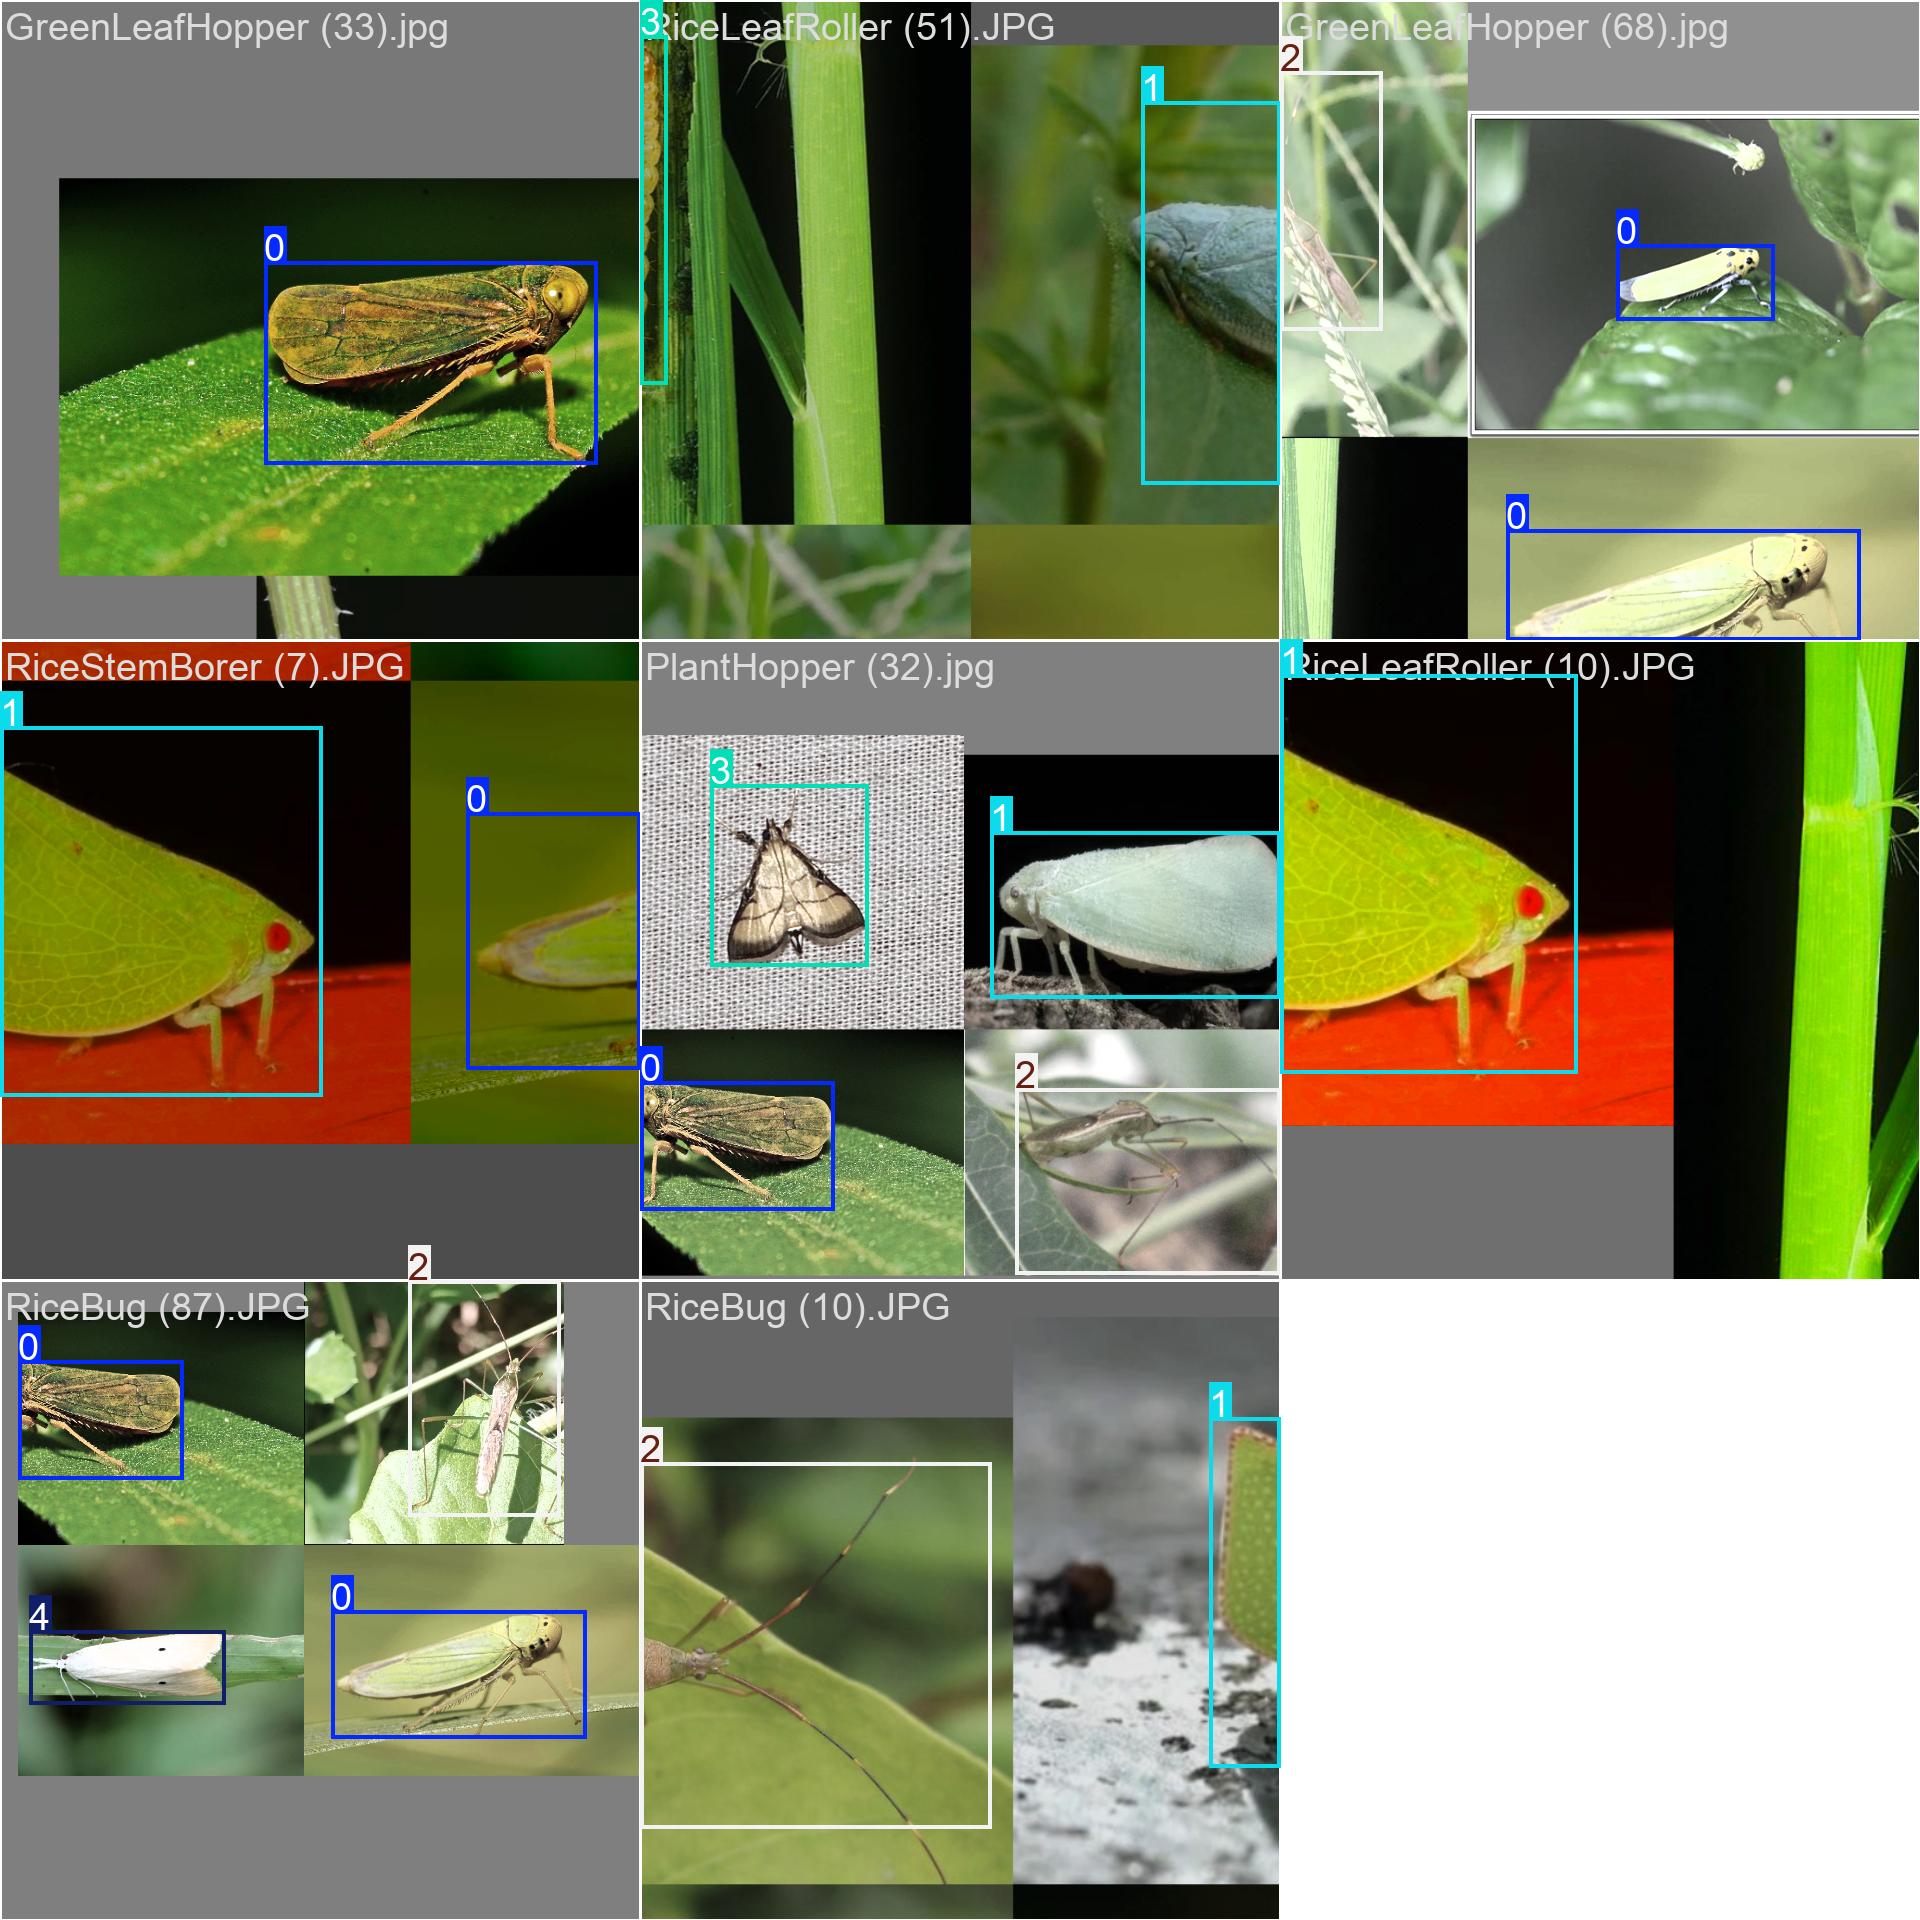 GreenLeafHopper (33).jpg
0
3
RiceLeafRoller (51).JPG
1
GreenLeafHopper (68).jpg
2
0
0
RiceStemBorer (7).JPG
1
0
PlantHopper (32).jpg
3
1
0
2
1
RiceLeafRoller (10).JPG
RiceBug (87).JPG
0
2
4
0
RiceBug (10).JPG
2
1